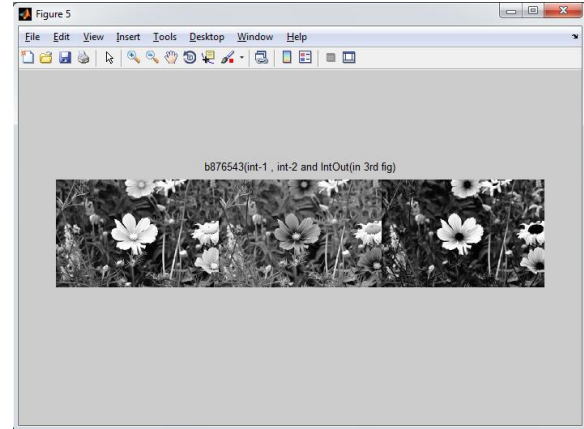 Figure 5
File Edit View Insert Tools Desktop Window Help
b876543(int-1 , int-2 and IntOut(in 3rd fig)